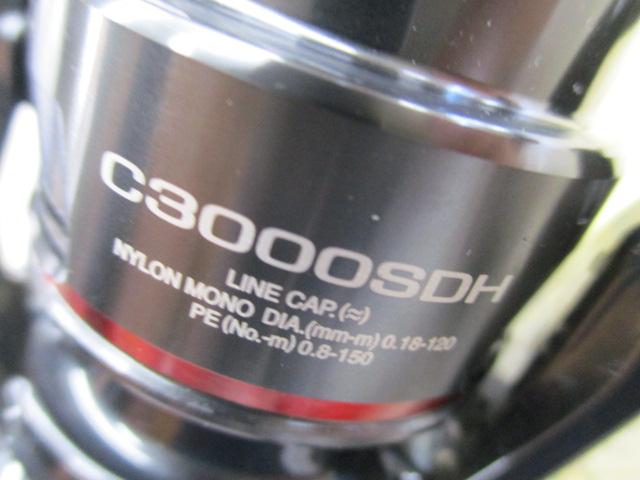 C3000SDH
LINE CAP.(≈)
NYLON MONO DIA.(mm-m) 0.18-120
PE (No.-m) 0.8-150